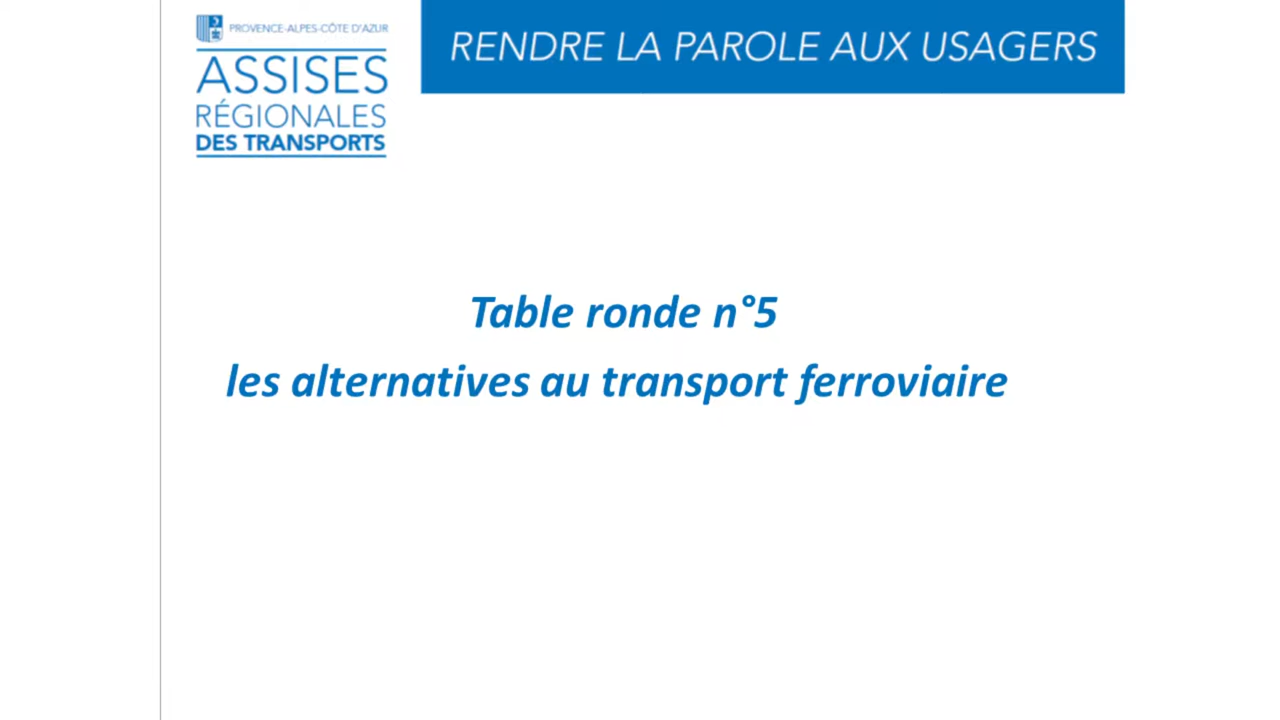 PROVENCE-ALPES-CÔTE D'AZUR
ASSISES
RÉGIONALES
DES TRANSPORTS
RENDRE LA PAROLE AUX USAGERS
Table ronde n°5
les alternatives au transport ferroviaire